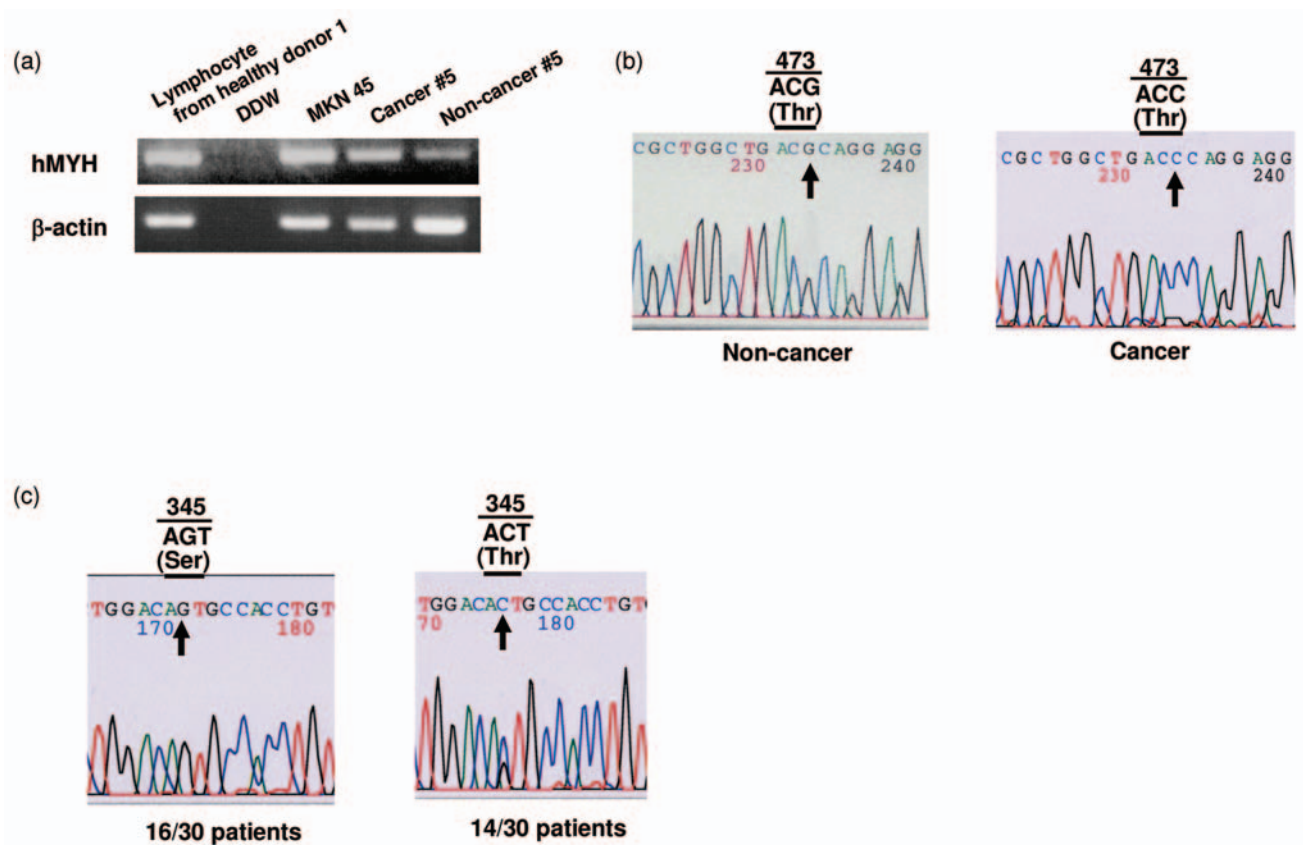 (a)
Lymphocyte
from healthy donor 1
DDW
MKN 45
Cancer #5
Non-cancer #5
hMYH
β-actin
(b)
473
ACG
(Thr)
CGCTGGCTGACGCAGGAGG
230
240
Non-cancer
473
ACC
(Thr)
CGCTGGCTGACCCAGGAGG
230
240
Cancer
(c)
345
AGT
(Ser)
TGGACAGTGCCACCTGT
170
180
16/30 patients
345
ACT
(Thr)
TGGACACTGCCACCTGT
70
180
14/30 patients